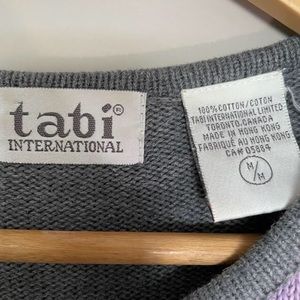 tabi®
INTERNATIONAL
100% COTTON/COTON
TABI INTERNATIONAL LIMITED
TORONTO, CANADA
MADE IN HONG KONG
FABRIQUÉ AU HONG KONG
CA# 05884
M/M